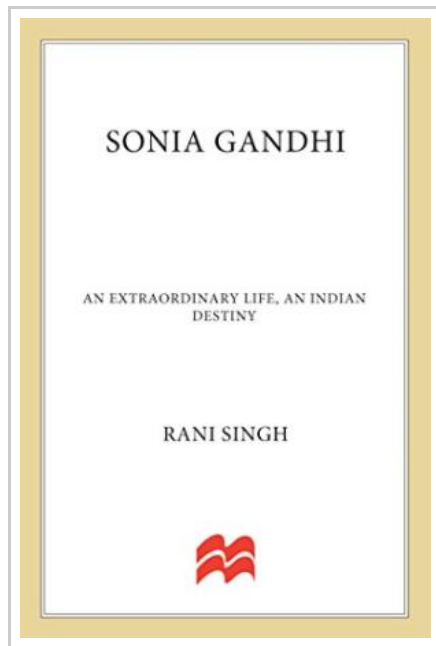 SONIA GANDHI
AN EXTRAORDINARY LIFE, AN INDIAN
DESTINY
RANI SINGH